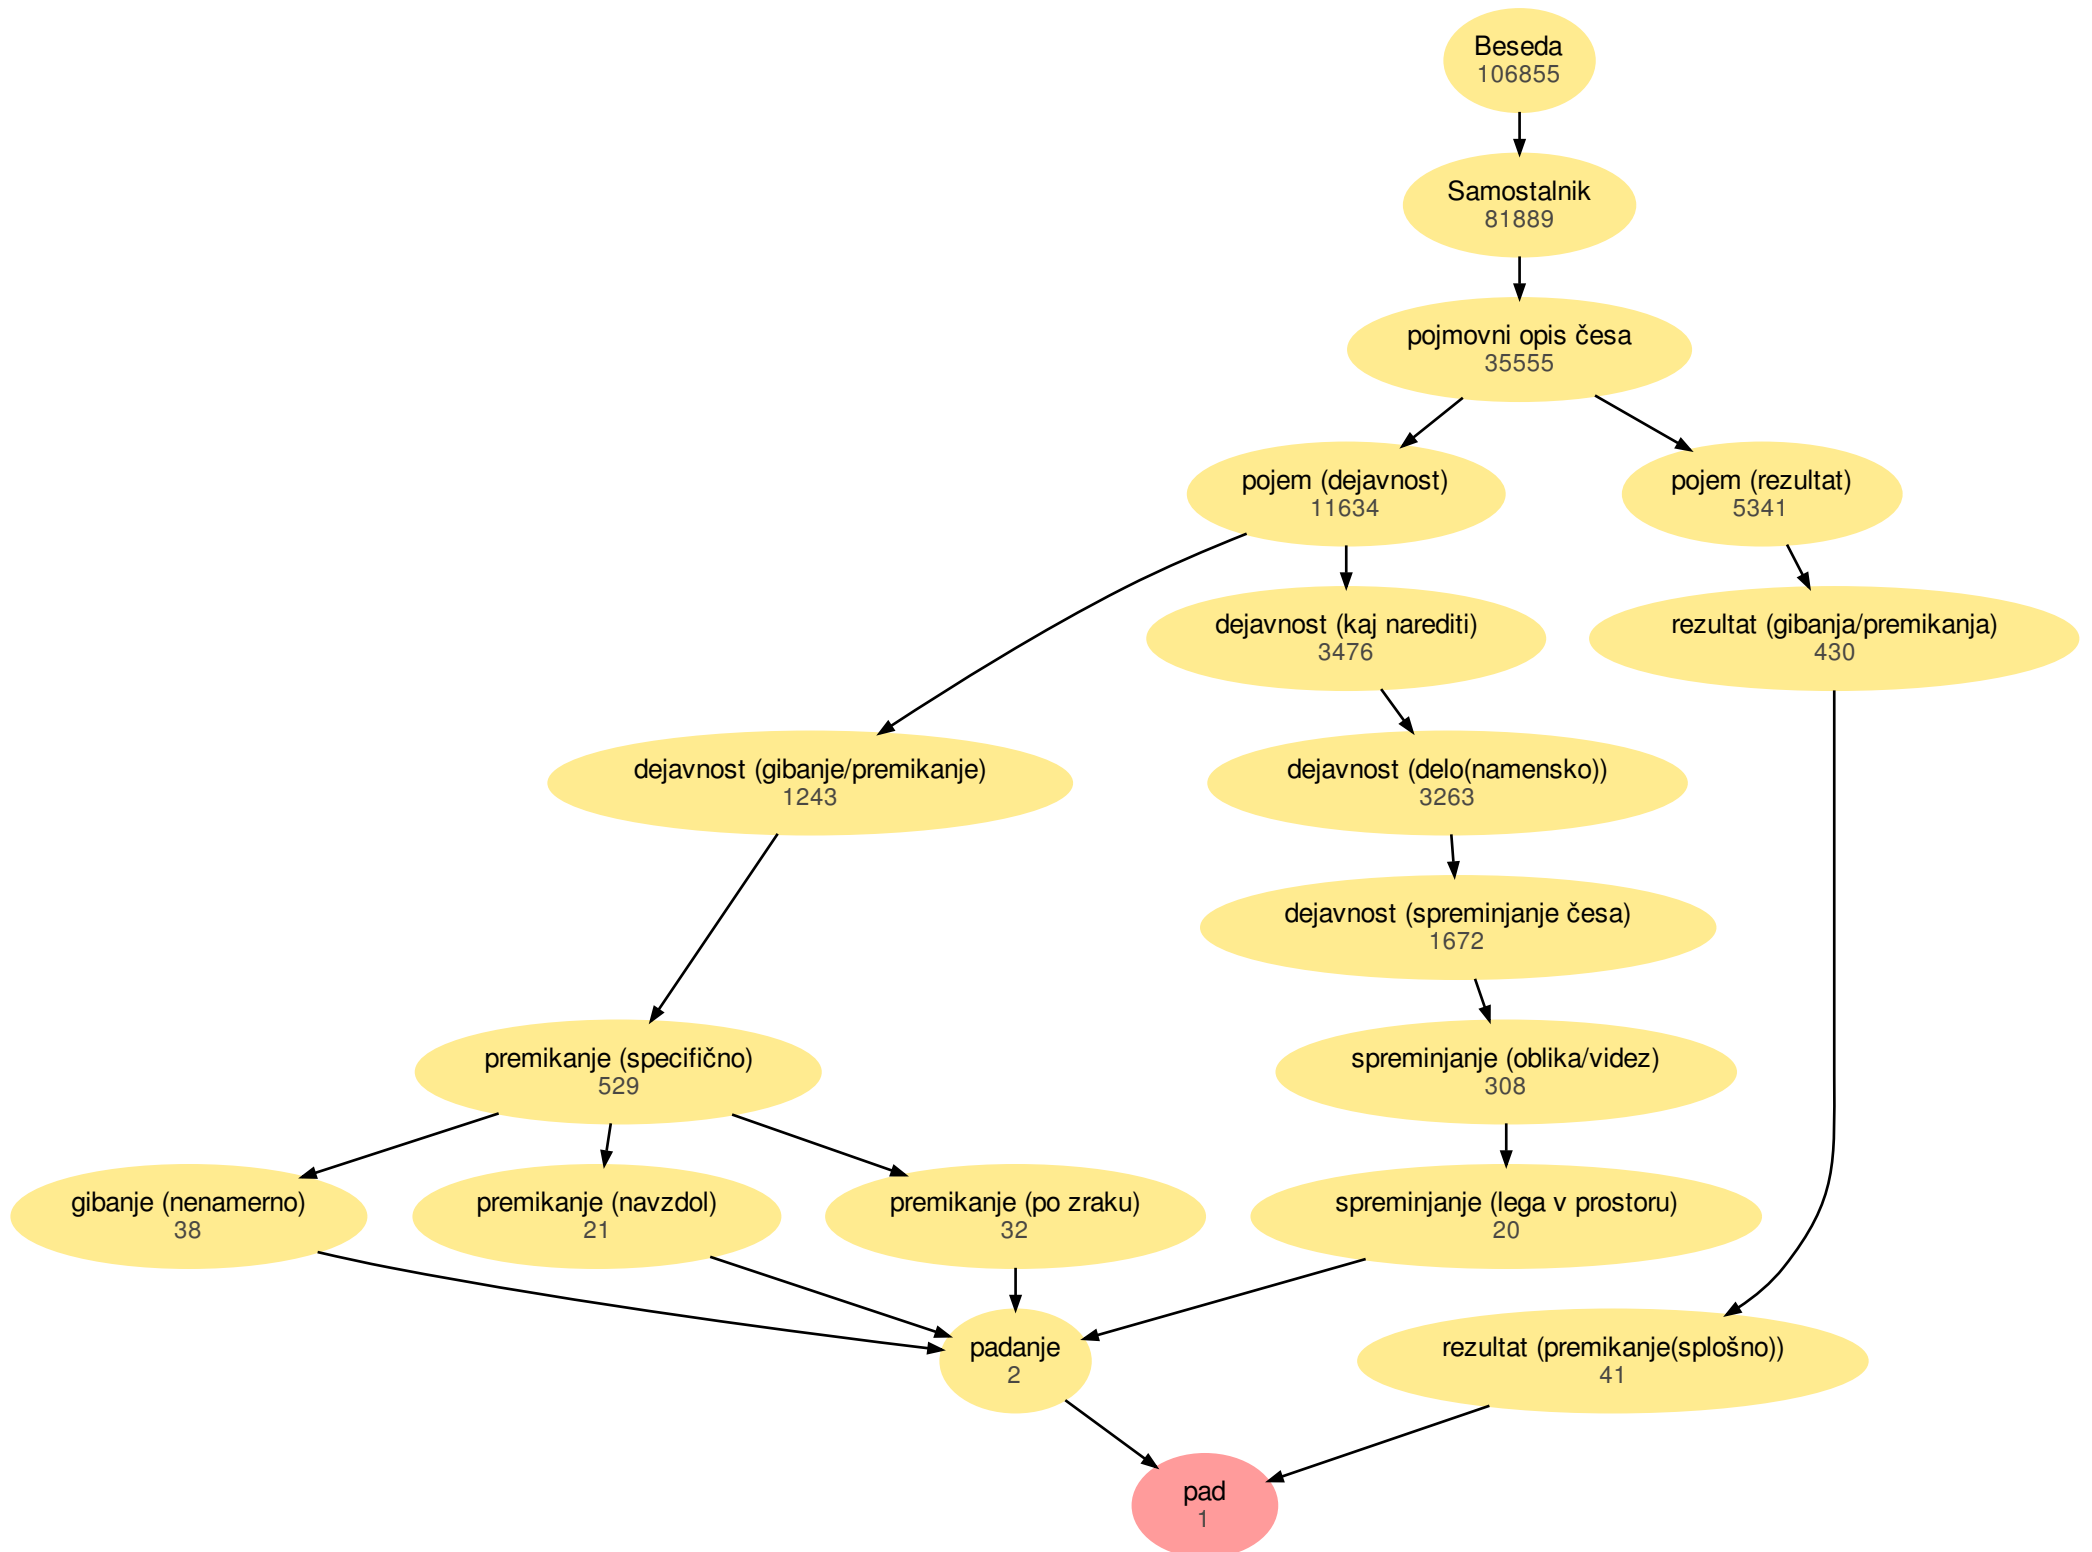 Beseda
106855
Samostalnik
81889
pojmovni opis česa
35555
pojem (dejavnost)
11634
pojem (rezultat)
5341
dejavnost (kaj narediti)
3476
rezultat (gibanja/premikanja)
430
dejavnost (gibanje/premikanje)
1243
dejavnost (delo(namensko))
3263
dejavnost (spreminjanje česa)
1672
premikanje (specifično)
529
spreminjanje (oblika/videz)
308
gibanje (nenamerno)
38
premikanje (navzdol)
21
premikanje (po zraku)
32
spreminjanje (lega v prostoru)
20
padanje
2
rezultat (premikanje(splošno))
41
pad
1